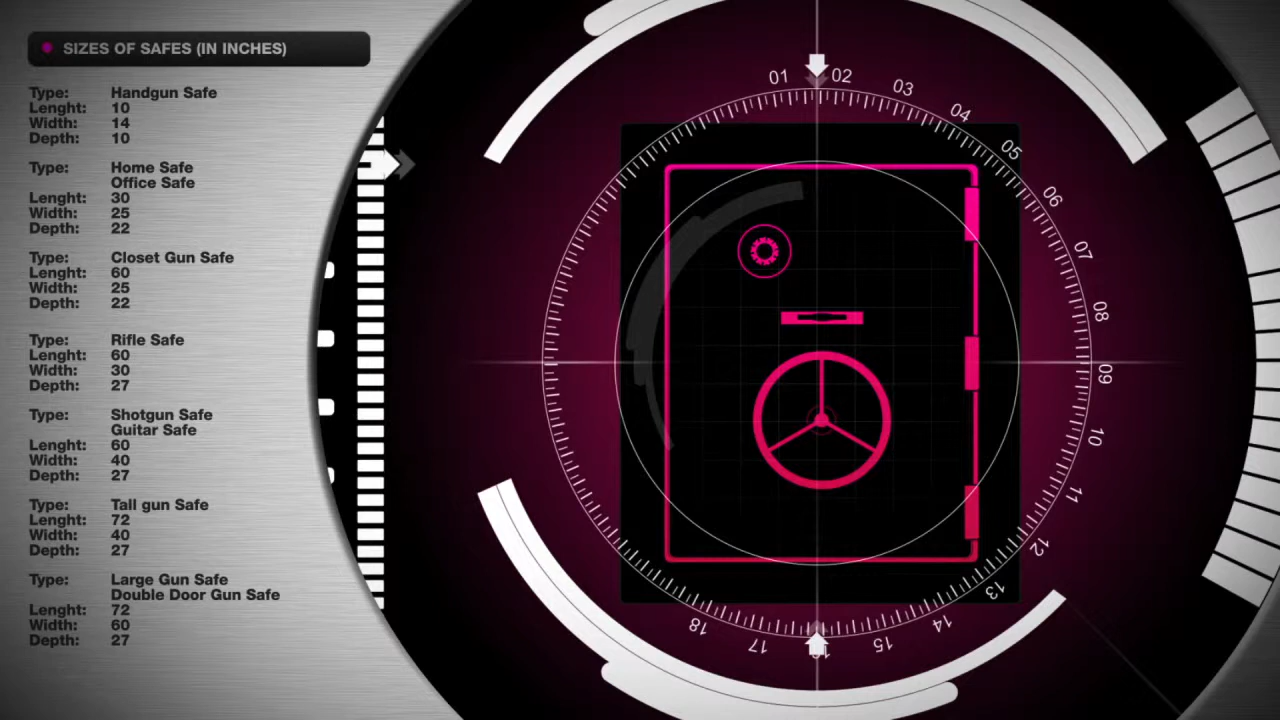 SIZES OF SAFES (IN INCHES)
Type: Handgun Safe
Lenght: 10
Width: 14
Depth: 10
Type: Home Safe
Office Safe
Lenght: 30
Width: 25
Depth: 22
Type: Closet Gun Safe
Lenght: 60
Width: 25
Depth: 22
Type: Rifle Safe
Lenght: 60
Width: 30
Depth: 27
Type: Shotgun Safe
Guitar Safe
Lenght: 60
Width: 40
Depth: 27
Type: Tall gun Safe
Lenght: 72
Width: 40
Depth: 27
Type: Large Gun Safe
Double Door Gun Safe
Lenght: 72
Width: 60
Depth: 27
01
02
03
04
05
06
07
08
09
10
11
12
13
14
15
17
18